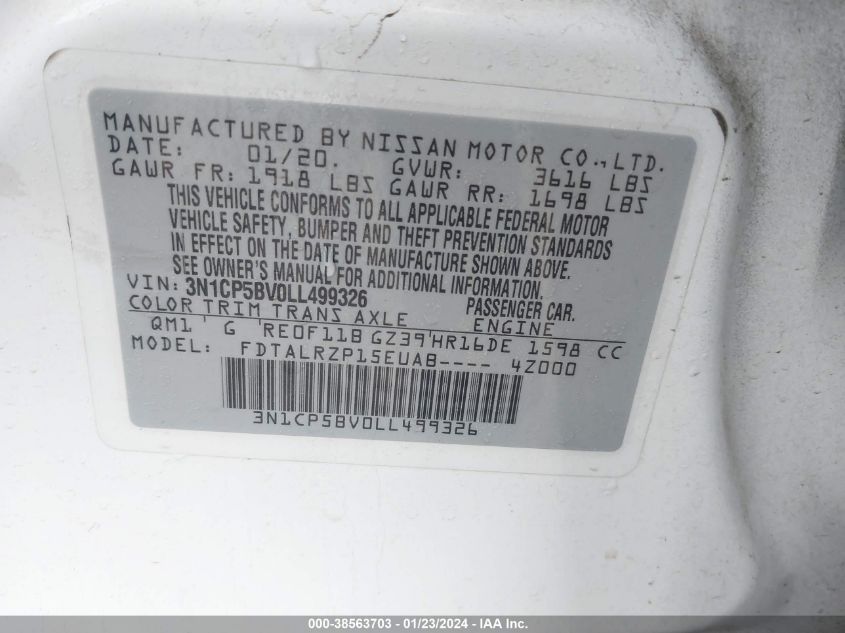 MANUFACTURED BY NISSAN MOTOR CO., LTD.
DATE: 01/20. GVWR: 3616 LBS
GAWR FR: 1918 LBS GAWR RR: 1698 LBS
THIS VEHICLE CONFORMS TO ALL APPLICABLE FEDERAL MOTOR
VEHICLE SAFETY, BUMPER AND THEFT PREVENTION STANDARDS
IN EFFECT ON THE DATE OF MANUFACTURE SHOWN ABOVE.
SEE OWNER'S MANUAL FOR ADDITIONAL INFORMATION.
VIN: 3N1CP5BV0LL499326 PASSENGER CAR.
COLOR TRIM TRANS AXLE ENGINE
QM1 ' G 'RE0F11B GZ39'HR16DE 1598 CC
MODEL: FDTALRZP15EUAB---- 4Z000
3N1CP5BV0LL499326
000-38563703 - 01/23/2024 - IAA Inc.